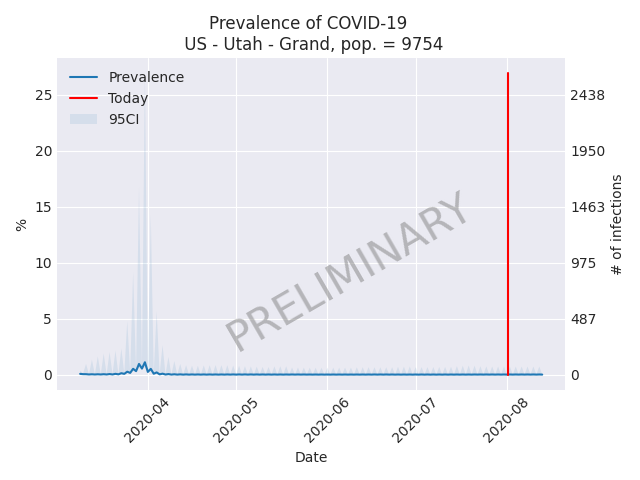 Prevalence of COVID-19
US - Utah - Grand, pop. = 9754
Prevalence
Today
95CI
25
20
15
10
5
0
%
2438
1950
1463
975
487
0
# of infections
PRELIMINARY
2020-04
2020-05
2020-06
2020-07
2020-08
Date